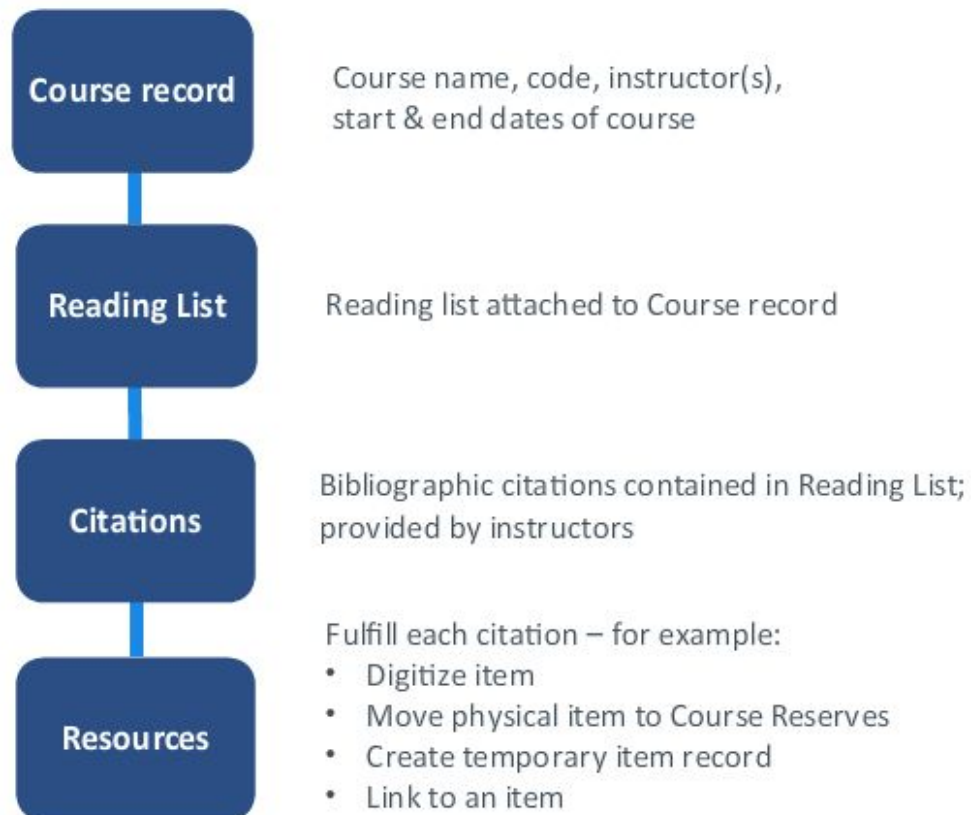 Course record
Course name, code, instructor(s),
start & end dates of course
Reading List
Reading list attached to Course record
Citations
Bibliographic citations contained in Reading List;
provided by instructors
Resources
Fulfill each citation – for example:
• Digitize item
• Move physical item to Course Reserves
• Create temporary item record
• Link to an item